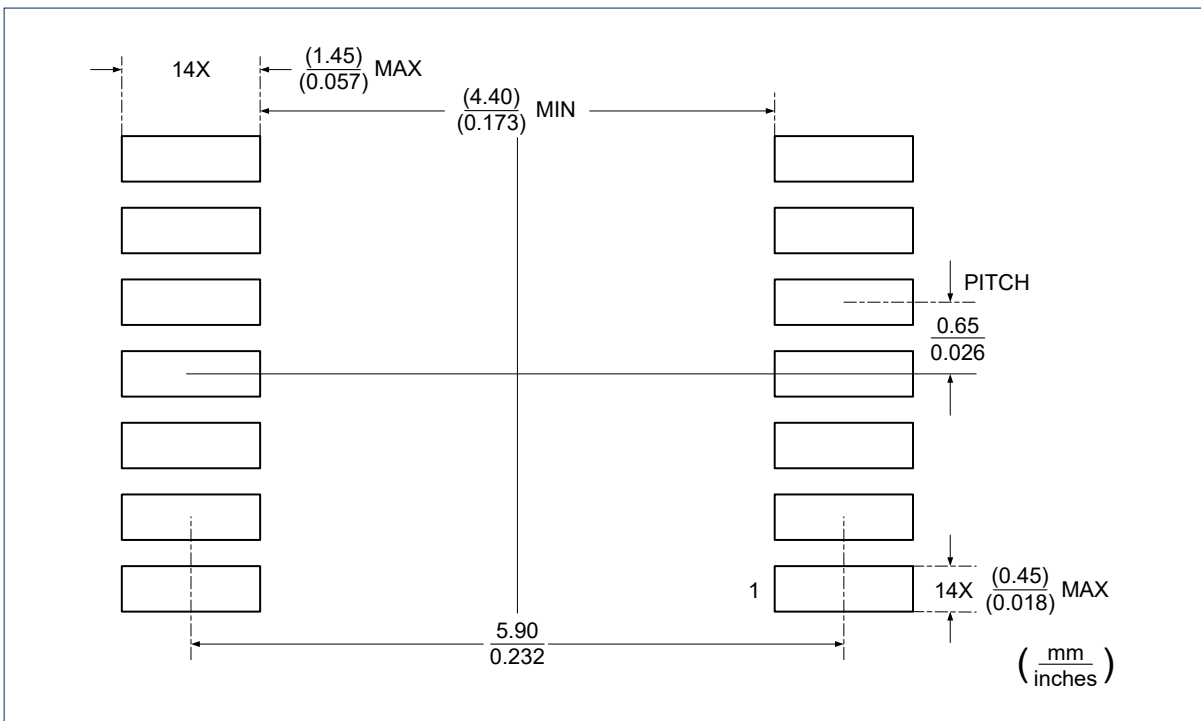 14X
(1.45)
(0.057) MAX
(4.40)
(0.173) MIN
PITCH
0.65
0.026
1
14X
(0.45)
(0.018) MAX
5.90
0.232
(mm
inches)